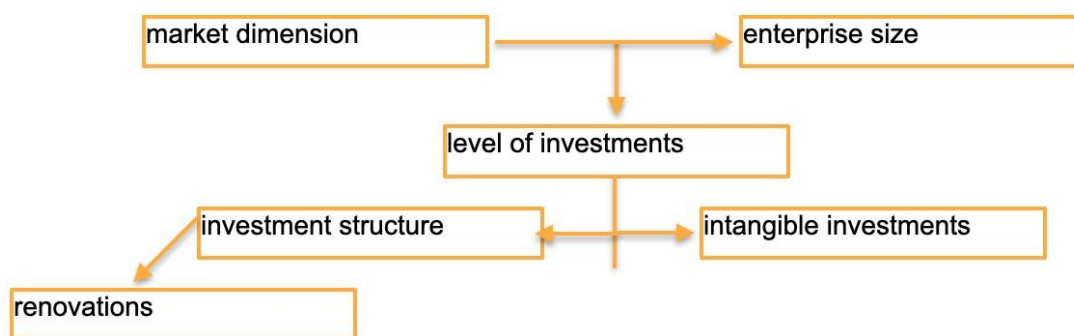 market dimension
enterprise size
level of investments
investment structure
intangible investments
renovations